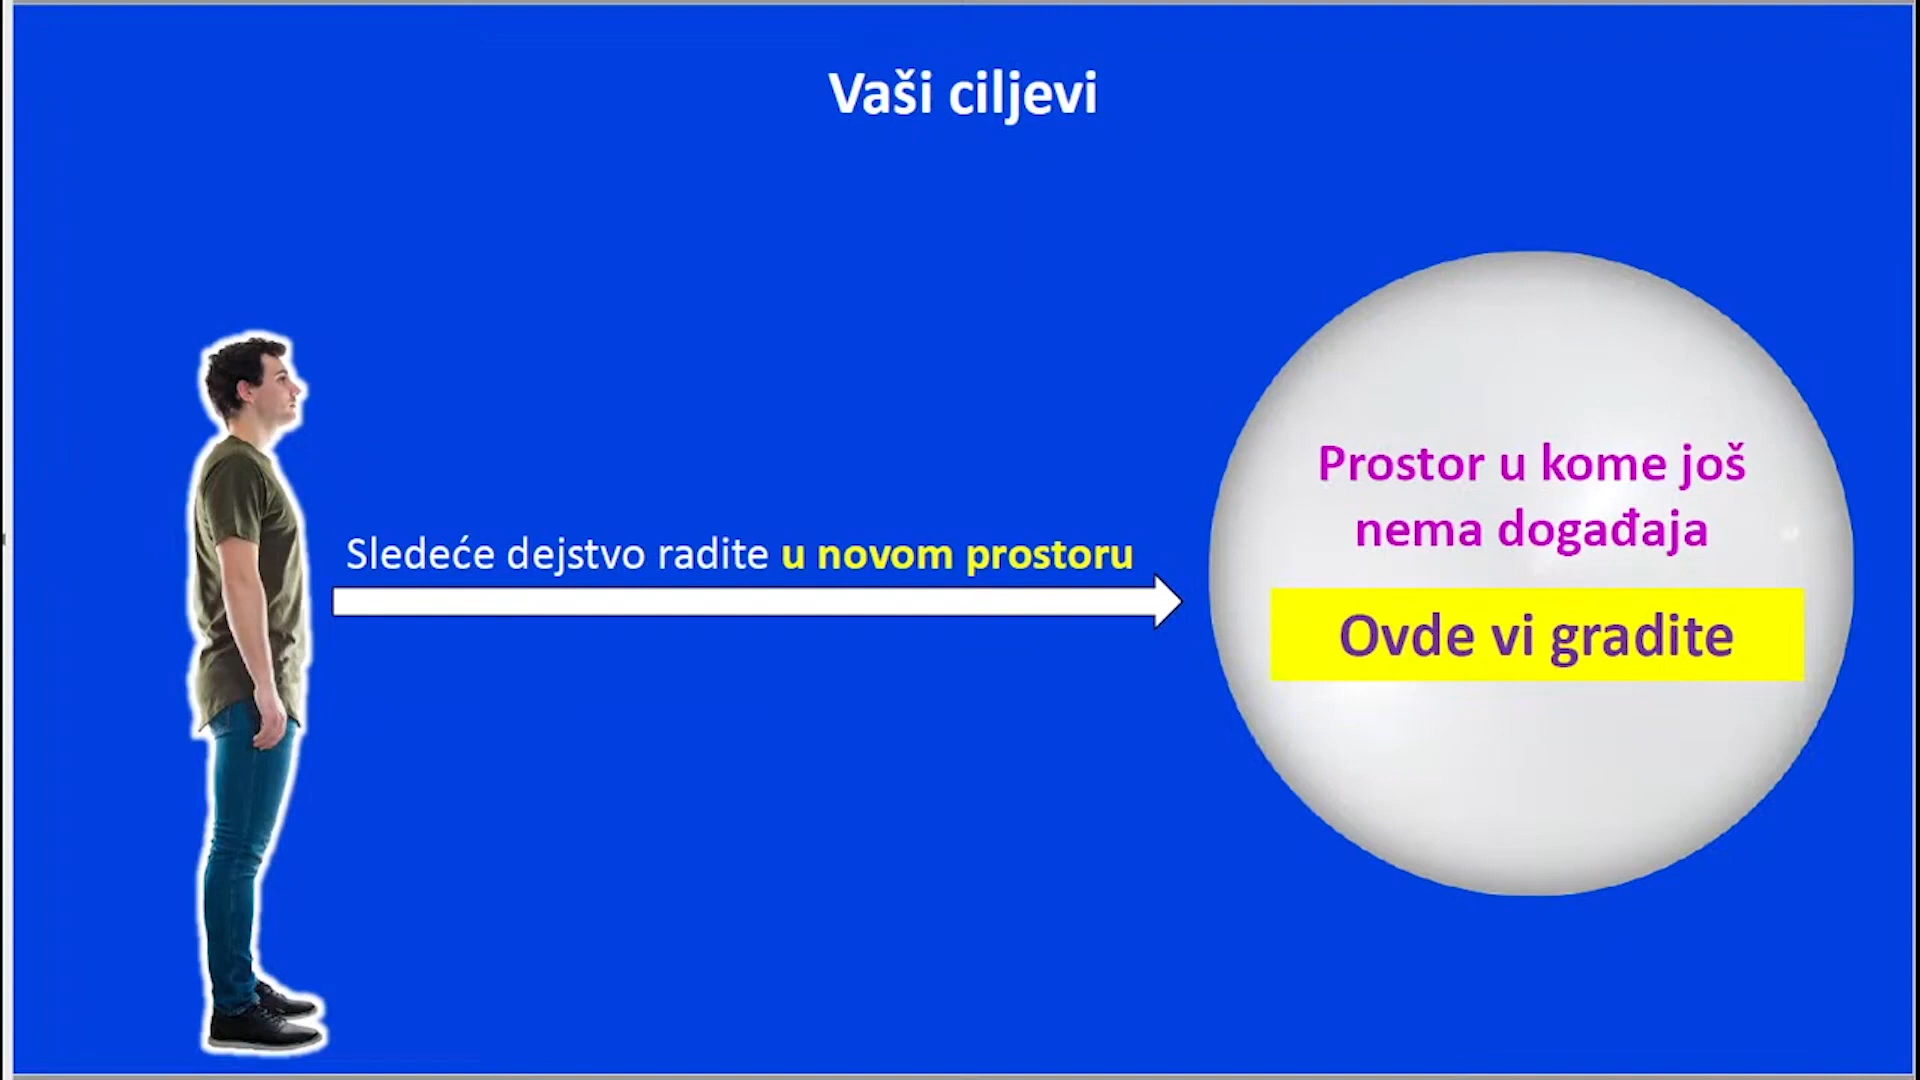 Vaši ciljevi
Sledeće dejstvo radite u novom prostoru
Prostor u kome još
nema događaja
Ovde vi gradite